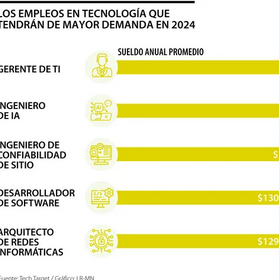 LOS EMPLEOS EN TECNOLOGÍA QUE
TENDRÁN DE MAYOR DEMANDA EN 2024
SUELDO ANUAL PROMEDIO
GERENTE DE TI
INGENIERO
DE IA
INGENIERO DE
CONFIABILIDAD
DE SITIO
$
DESARROLLADOR
DE SOFTWARE
$130
ARQUITECTO
DE REDES
INFORMÁTICAS
$129
Fuente: Tech Target / Gráfico: LR-MN